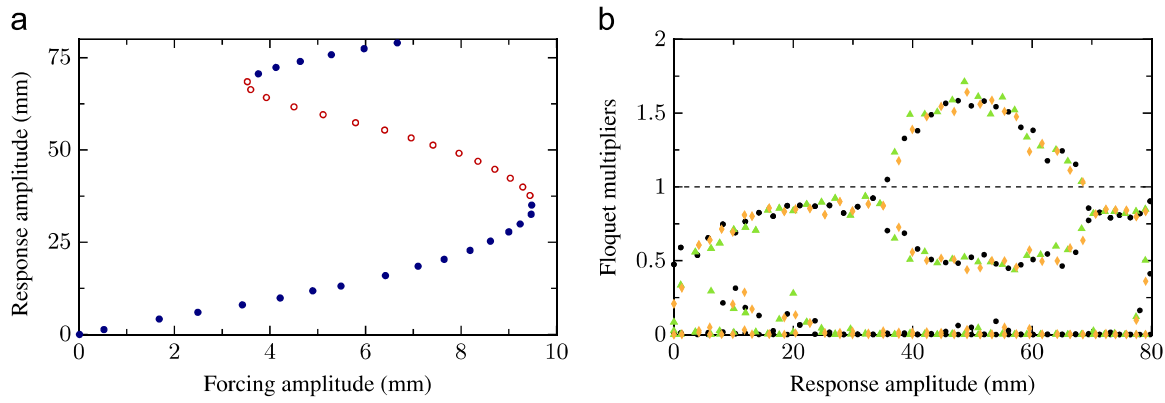 a
75
50
25
0
Response amplitude (mm)
0 2 4 6 8 10
Forcing amplitude (mm)
b
2
1.5
1
0.5
0
Floquet multipliers
0 20 40 60 80
Response amplitude (mm)